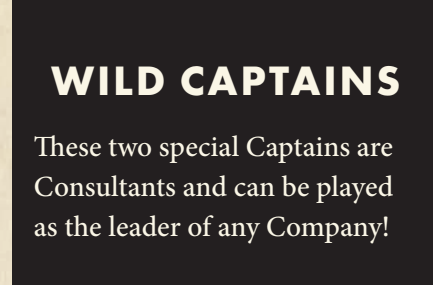 WILD CAPTAINS
These two special Captains are
Consultants and can be played
as the leader of any Company!